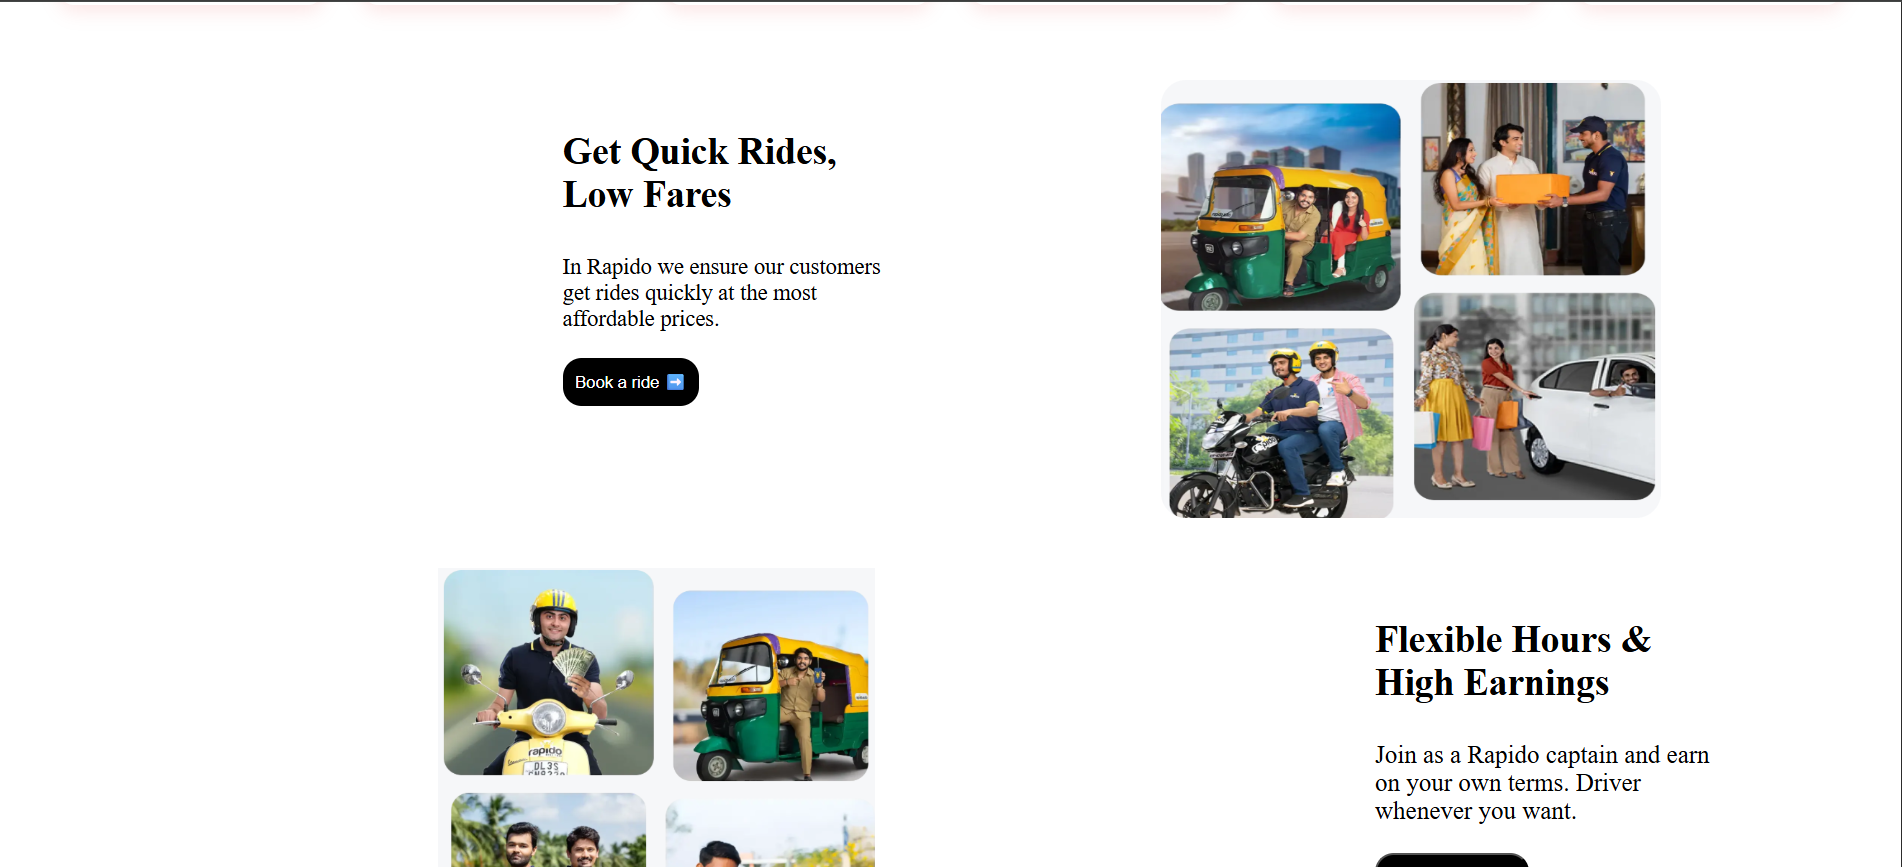 Get Quick Rides,
Low Fares
In Rapido we ensure our customers
get rides quickly at the most
affordable prices.
Book a ride ➡️
rapido
DL3S
Flexible Hours &
High Earnings
Join as a Rapido captain and earn
on your own terms. Driver
whenever you want.